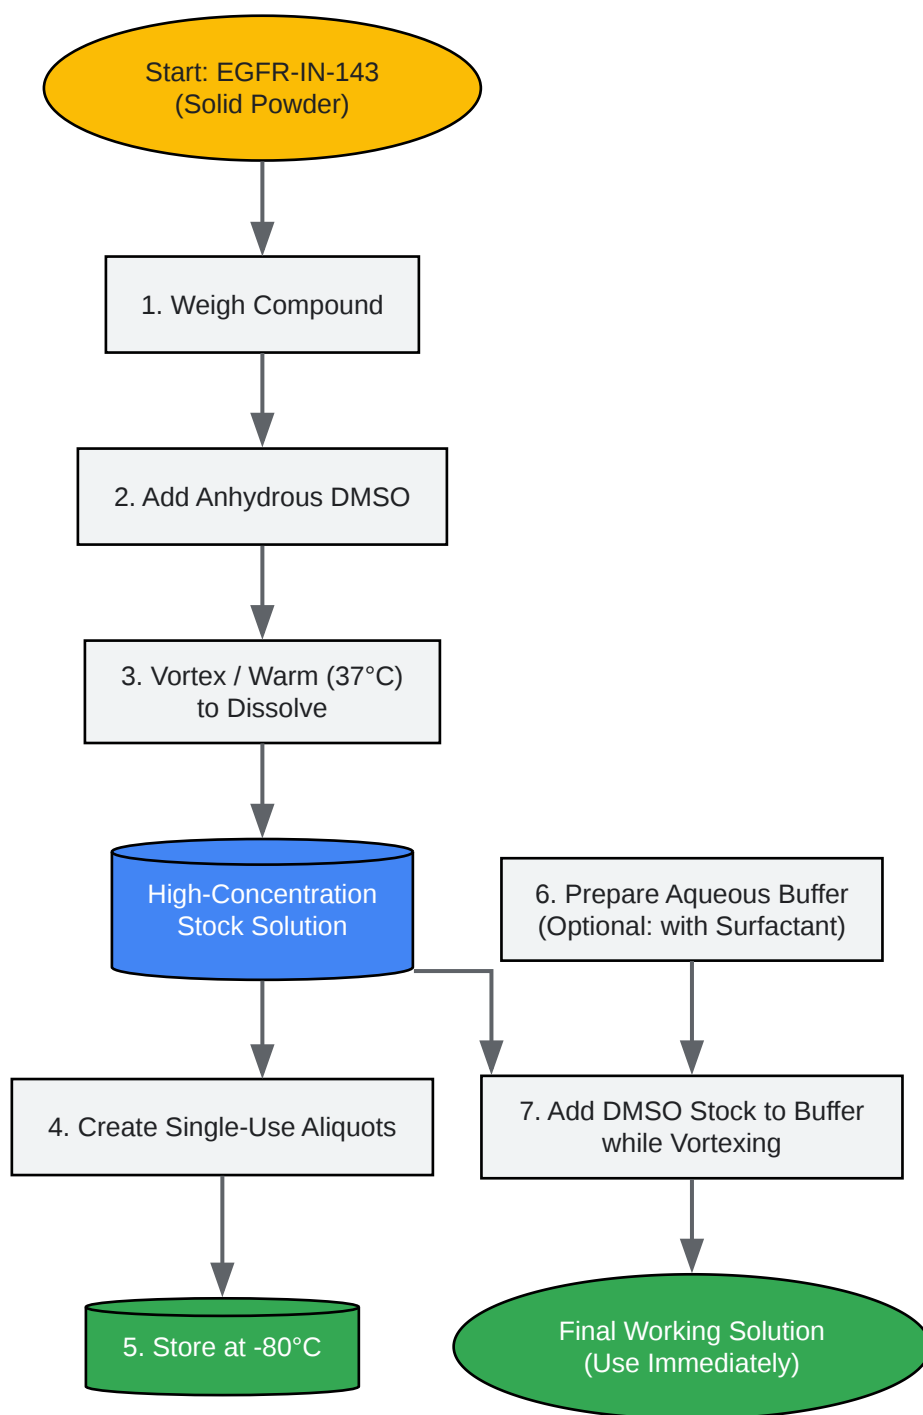 Start: EGFR-IN-143
(Solid Powder)
1. Weigh Compound
2. Add Anhydrous DMSO
3. Vortex / Warm (37°C)
to Dissolve
High-Concentration
Stock Solution
6. Prepare Aqueous Buffer
(Optional: with Surfactant)
4. Create Single-Use Aliquots
7. Add DMSO Stock to Buffer
while Vortexing
5. Store at -80°C
Final Working Solution
(Use Immediately)